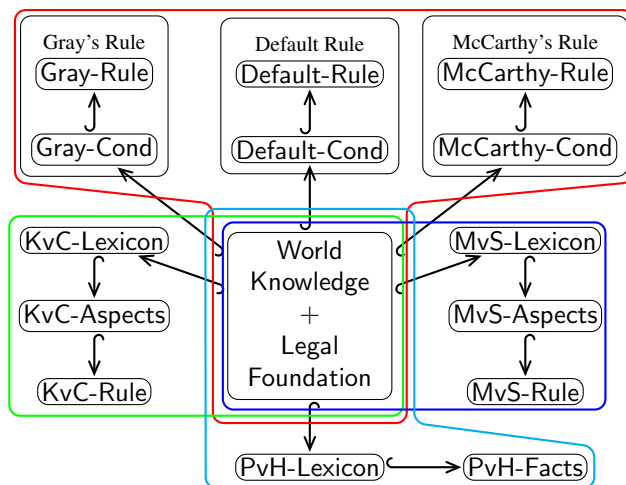 Gray's Rule
Default Rule
McCarthy's Rule
Gray-Rule
Default-Rule
McCarthy-Rule
Gray-Cond
Default-Cond
McCarthy-Cond
KvC-Lexicon
World
Knowledge
+
Legal
Foundation
MvS-Lexicon
KvC-Aspects
MvS-Aspects
KvC-Rule
MvS-Rule
PvH-Lexicon
PvH-Facts